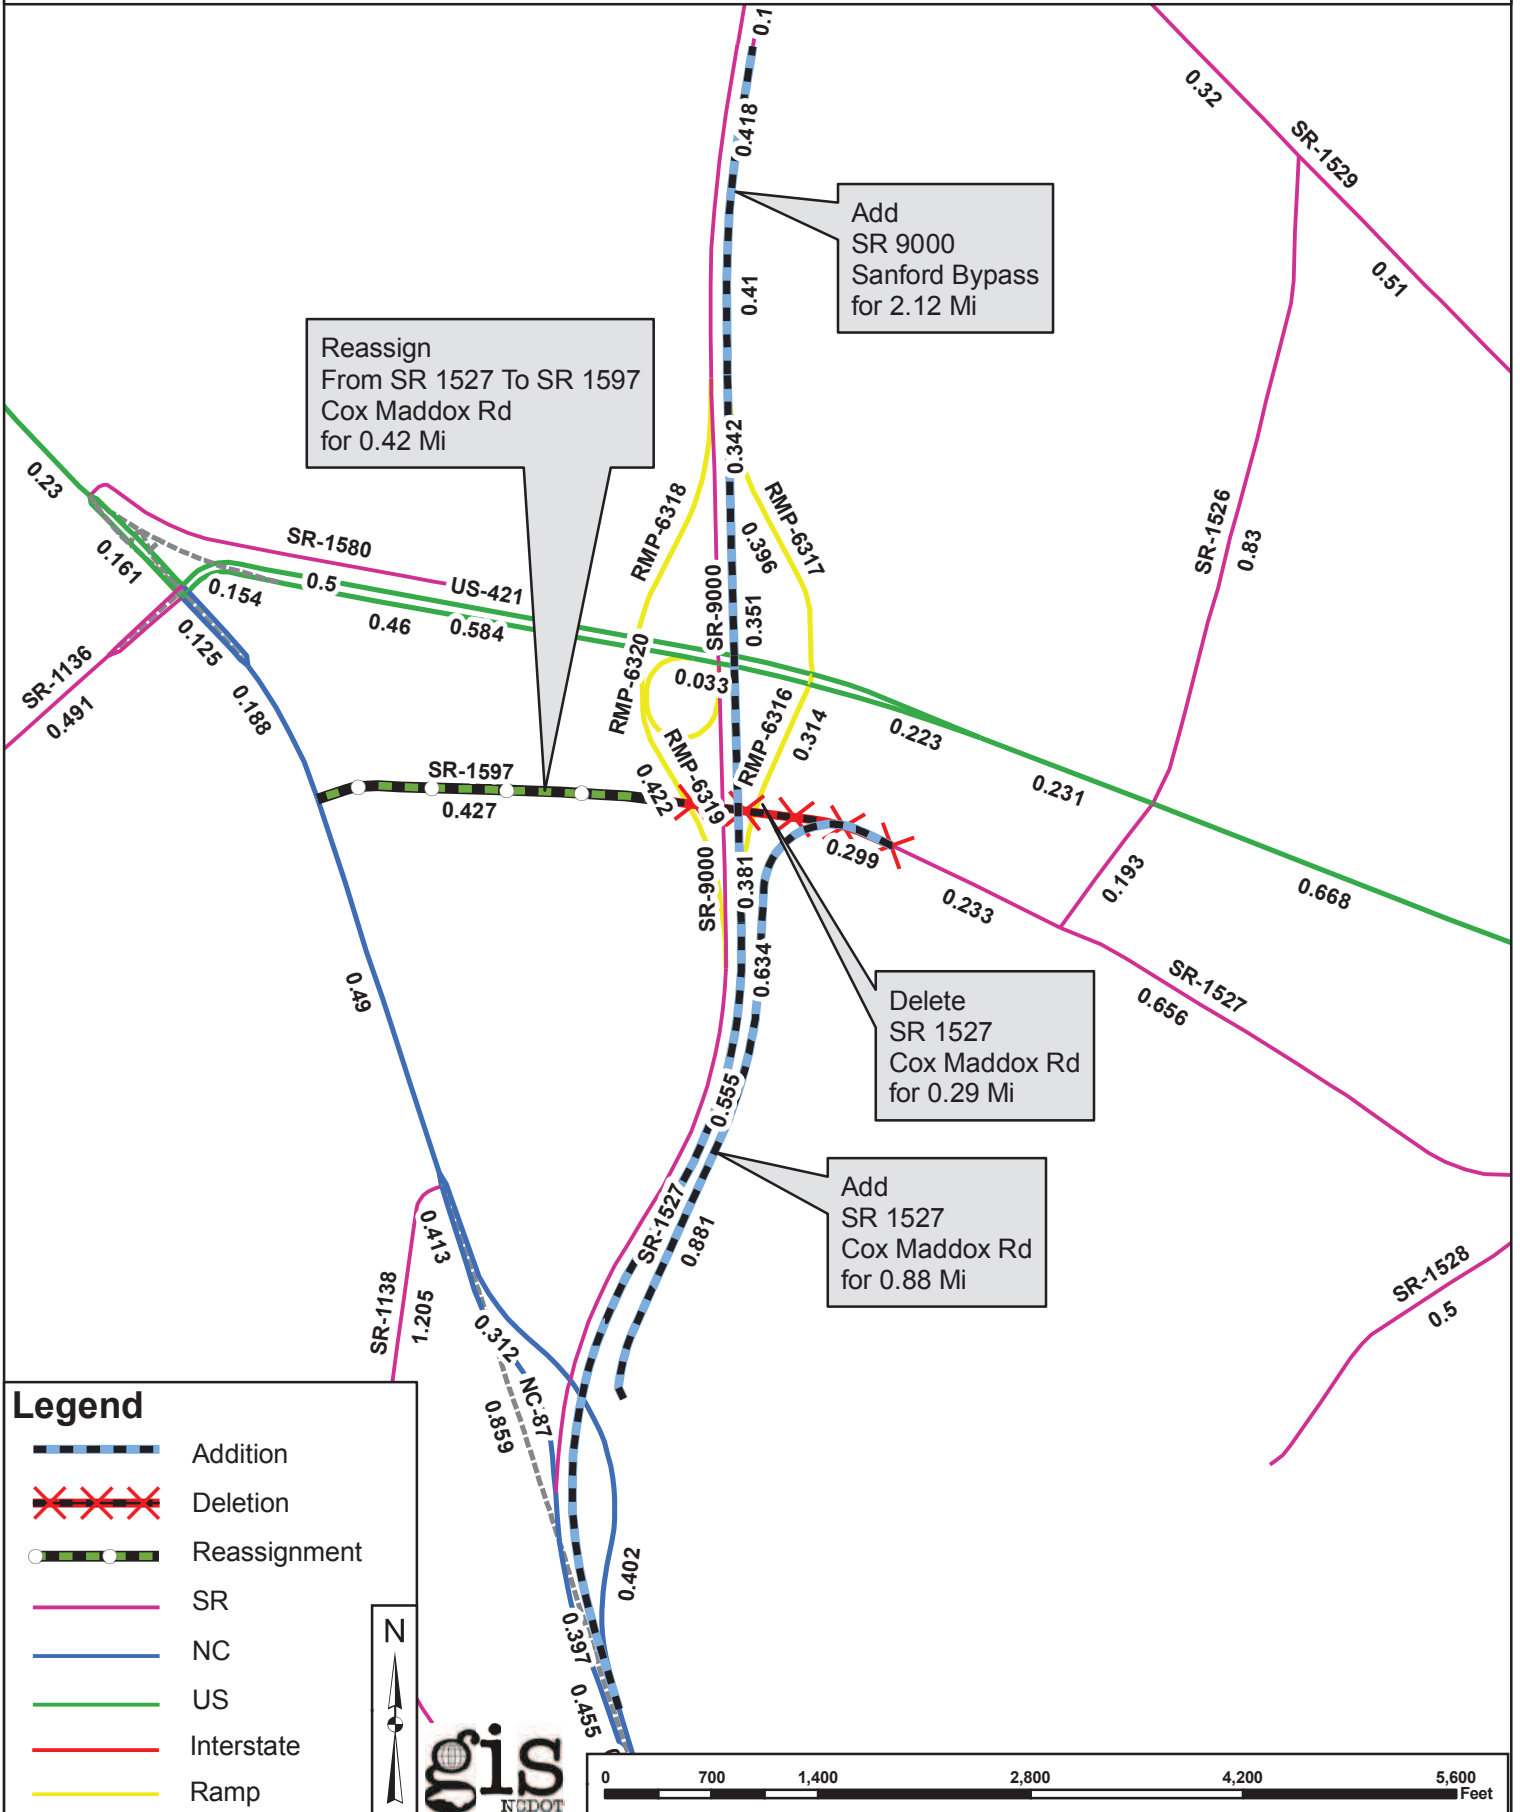 0.1
0.32
SR-1529
0.418
0.51
Add
SR 9000
Sanford Bypass
for 2.12 Mi
0.41
Reassign
From SR 1527 To SR 1597
Cox Maddox Rd
for 0.42 Mi
0.342
0.23
RMP-6318
RMP-6317
SR-1526
0.83
SR-1580
0.396
0.161
0.5
US-421
0.154
SR-9000
0.351
0.46
0.584
0.125
RMP-6320
SR-1136
0.491
0.188
0.033
RMP-6316
0.314
0.223
SR-1597
0.427
0.422
RMP-6319
0.231
0.299
0.381
SR-9000
0.193
0.233
0.668
0.634
0.49
SR-1527
0.656
Delete
SR 1527
Cox Maddox Rd
for 0.29 Mi
0.555
Add
SR 1527
Cox Maddox Rd
for 0.88 Mi
SR-1527
0.881
0.413
SR-1138
1.205
SR-1528
0.5
0.312
NC-87
0.859
0.402
0.397
0.455
Legend
Addition
Deletion
Reassignment
SR
NC
US
Interstate
Ramp
N
gis
NCDOT
0 700 1,400 2,800 4,200 5,600
Feet